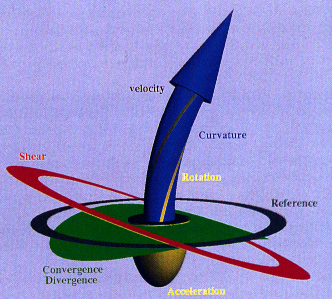 velocity
Curvature
Shear
Rotation
Reference
Convergence
Divergence
Acceleration